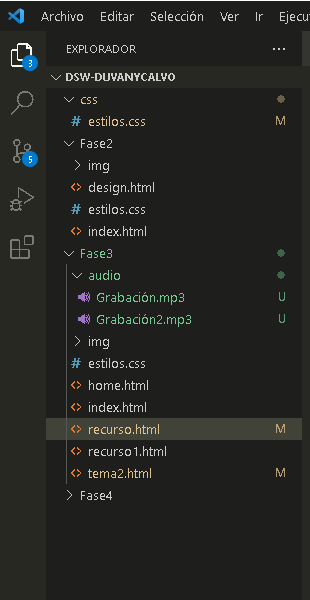 Archivo Editar Selección Ver Ir Ejecu
EXPLORADOR ...
DSW-DUVANYCALVO
css
# estilos.css M
Fase2
img
<> design.html
# estilos.css
<> index.html
Fase3
audio
Grabación.mp3 U
Grabación2.mp3 U
img
# estilos.css
<> home.html
<> index.html
<> recurso.html M
<> recurso1.html
<> tema2.html M
Fase4
3
5